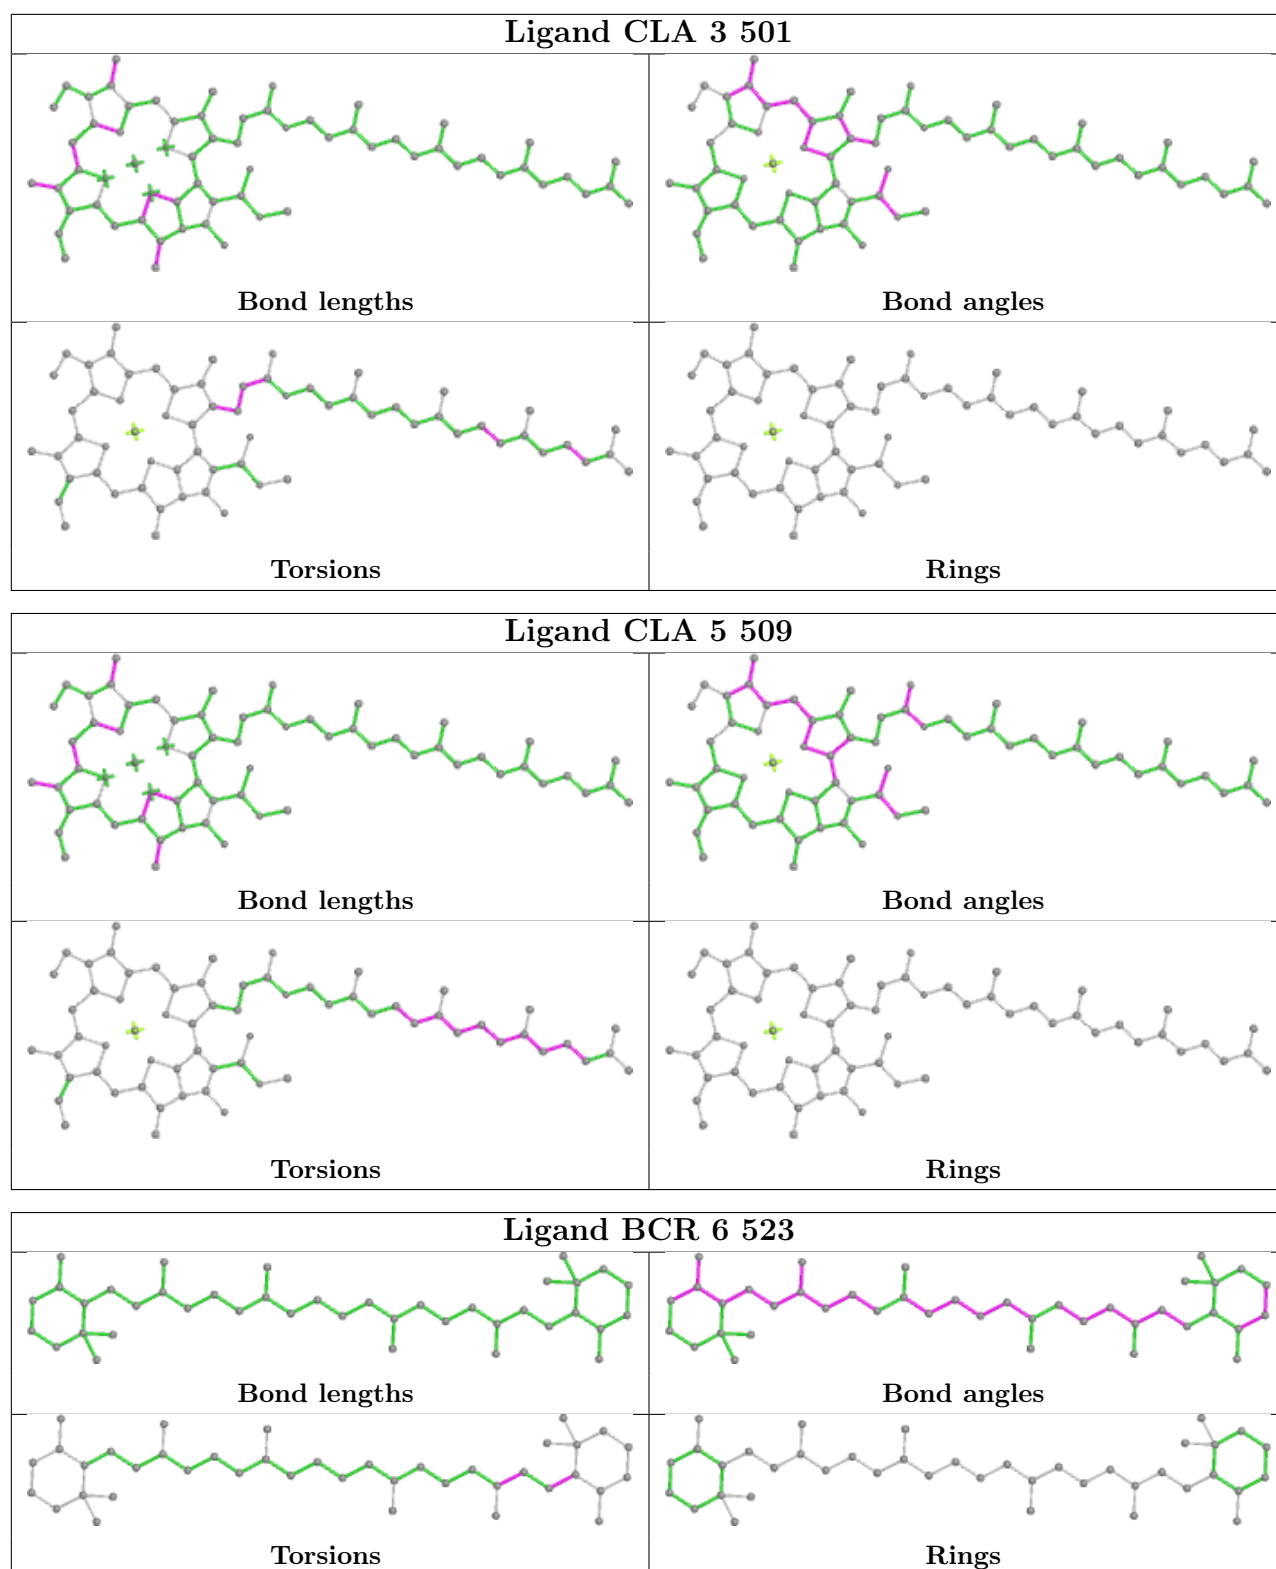 Ligand CLA 3 501
Bond lengths
Bond angles
Torsions
Rings
Ligand CLA 5 509
Bond lengths
Bond angles
Torsions
Rings
Ligand BCR 6 523
Bond lengths
Bond angles
Torsions
Rings